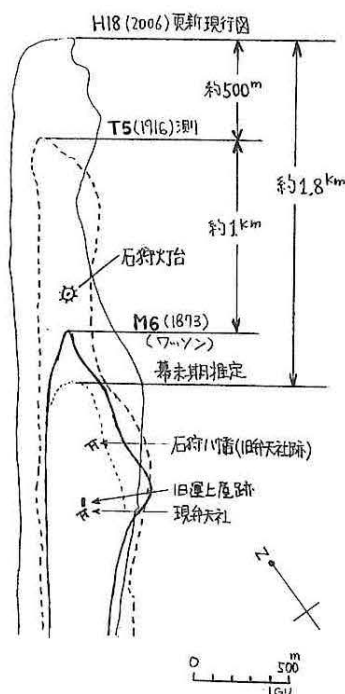 H18(2006)更新現行図
約500m
T5(1916)測
約1.8km
約1km
石狩灯台
M6(1873)
(ワッソン)
幕末期推定
石狩八幡(旧弁天社跡)
旧運上屋跡
現弁天社
N
0 500m